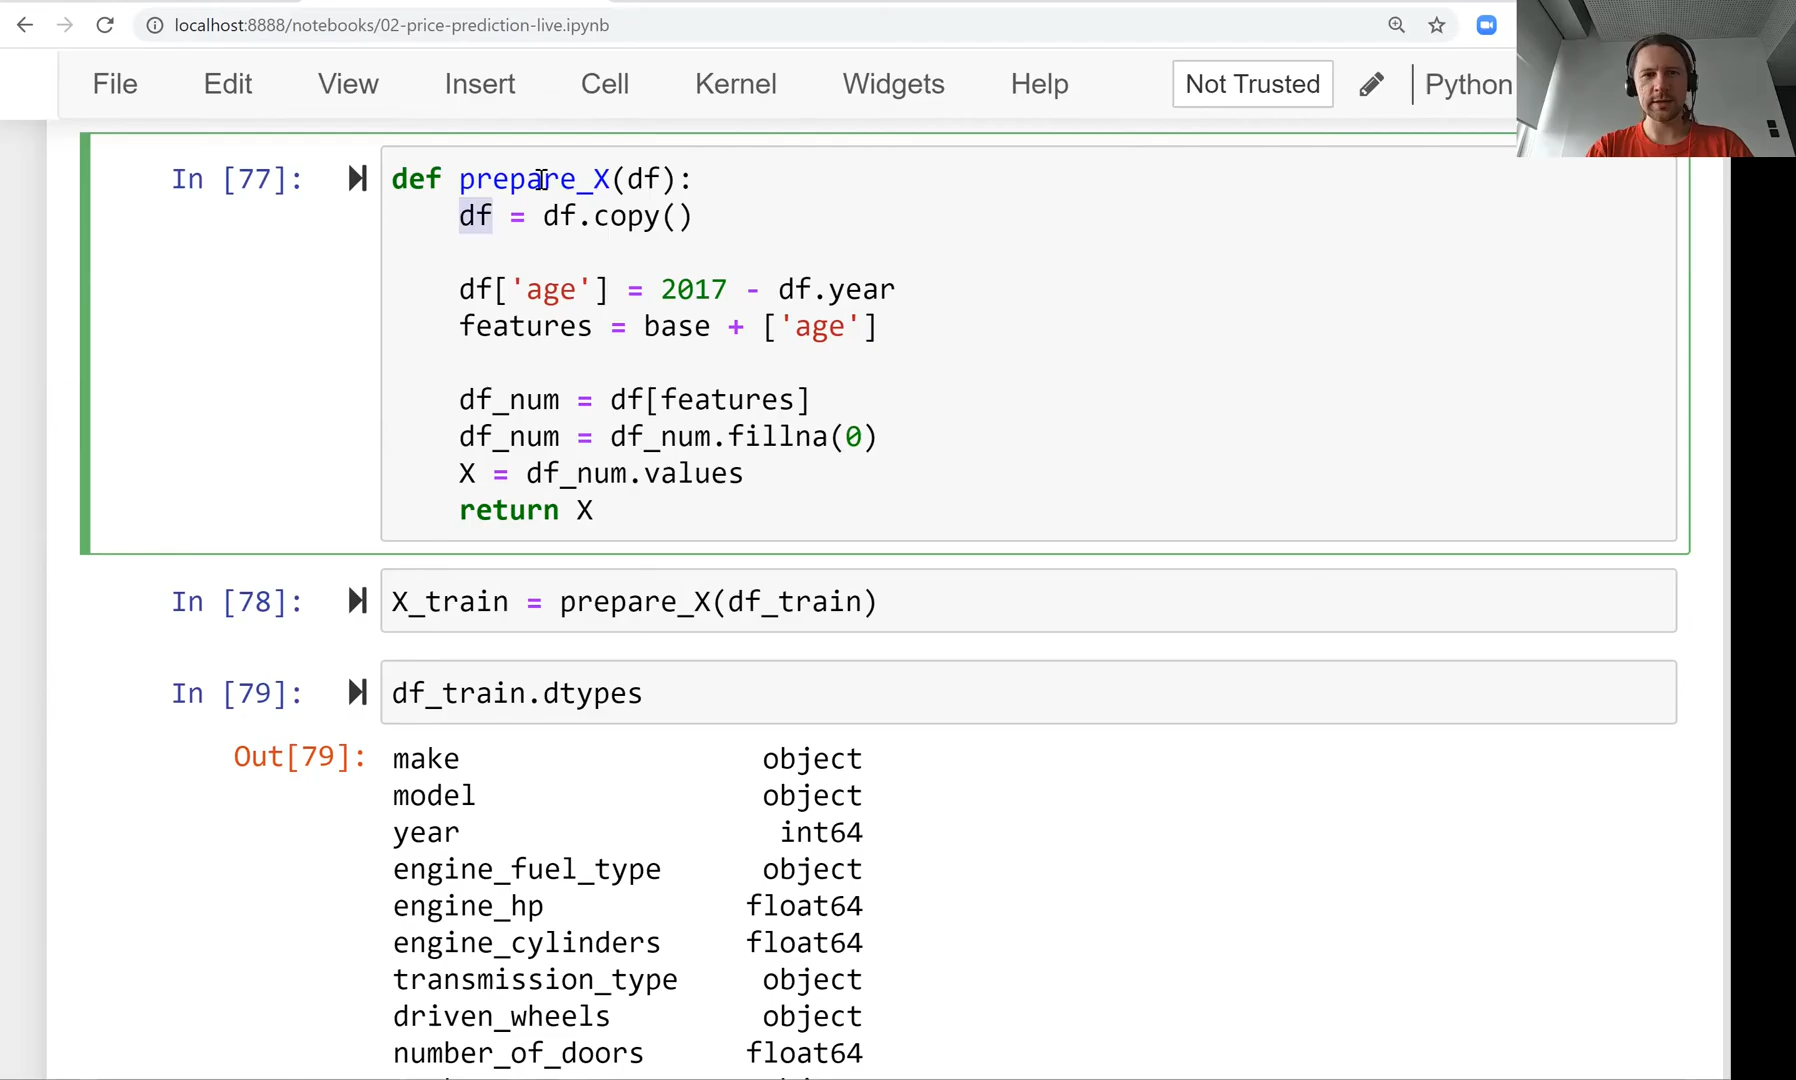 localhost:8888/notebooks/02-price-prediction-live.ipynb
File Edit View Insert Cell Kernel Widgets Help Not Trusted Python
In [77]: def prepare_X(df):
df = df.copy()
df['age'] = 2017 - df.year
features = base + ['age']
df_num = df[features]
df_num = df_num.fillna(0)
X = df_num.values
return X
In [78]: X_train = prepare_X(df_train)
In [79]: df_train.dtypes
Out[79]: make object
model object
year int64
engine_fuel_type object
engine_hp float64
engine_cylinders float64
transmission_type object
driven_wheels object
number_of_doors float64